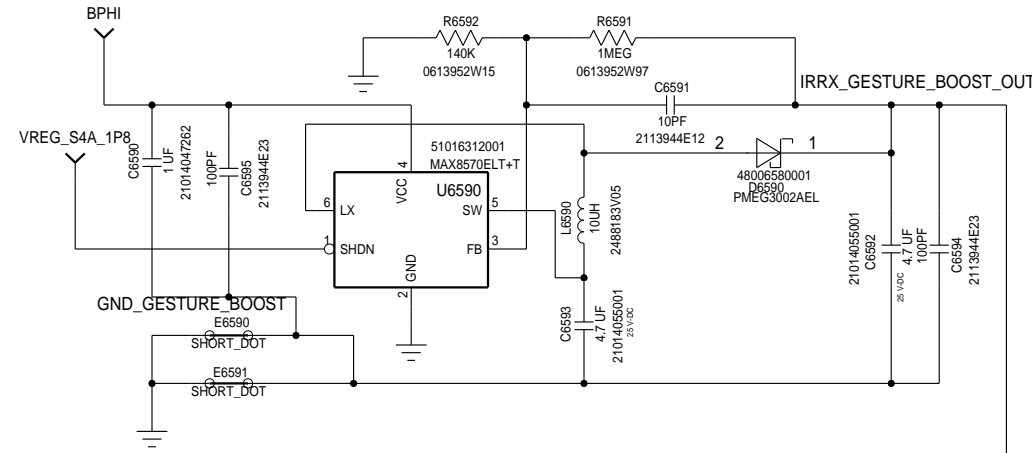 BPHI
R6592
140K
0613952W15
R6591
1MEG
0613952W97
IRRX_GESTURE_BOOST_OUT
C6591
10PF
2113944E12
VREG_S4A_1P8
C6590
1 UF
21014047262
100PF
C6595
2113944E23
51016312001
MAX8570ELT+T
2
1
48006580001
D6590
PMEG3002AEL
4
VCC
U6590
6
LX
SW
5
1
SHDN
FB
3
GND
2
L6590
10UH
2488183V05
21014055001
C6592
25 V-DC
4.7 UF
100PF
C6594
2113944E23
GND_GESTURE_BOOST
E6590
SHORT_DOT
C6593
4.7 UF
21014055001
25 V-DC
E6591
SHORT_DOT